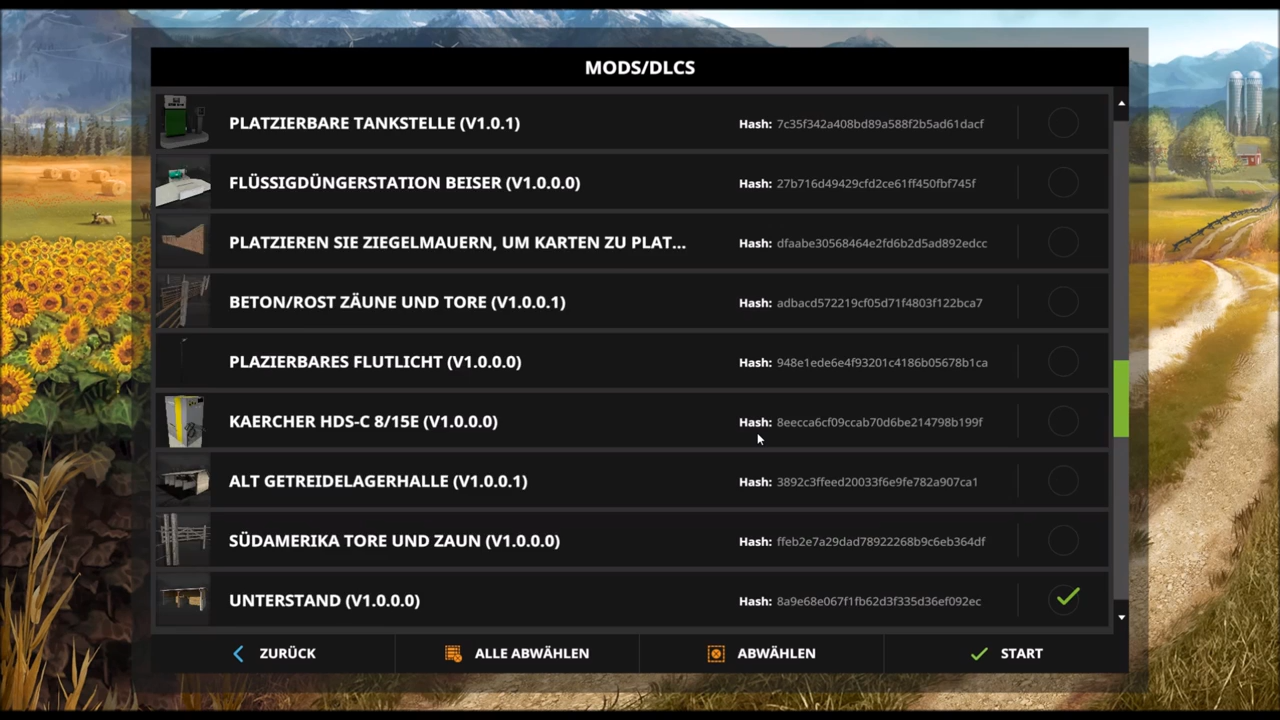 MODS/DLCS
PLATZIERBARE TANKSTELLE (V1.0.1) Hash: 7c35f342a408bd89a588f2b5ad61dacf
FLÜSSIGDÜNGERSTATION BEISER (V1.0.0.0) Hash: 27b716d49429cfd2ce61ff450fbf745f
PLATZIEREN SIE ZIEGELMAUERN, UM KARTEN ZU PLAT... Hash: dfaabe30568464e2fd6b2d5ad892edcc
BETON/ROST ZÄUNE UND TORE (V1.0.0.1) Hash: adbacd572219cf05d71f4803f122bca7
PLAZIERBARES FLUTLICHT (V1.0.0.0) Hash: 948e1ede6e4f93201c4186b05678b1ca
KAERCHER HDS-C 8/15E (V1.0.0.0) Hash: 8eecca6cf09ccab70d6be214798b199f
ALT GETREIDELAGERHALLE (V1.0.0.1) Hash: 3892c3ffeed20033f6e9fe782a907ca1
SÜDAMERIKA TORE UND ZAUN (V1.0.0.0) Hash: ffeb2e7a29dad78922268b9c6eb364df
UNTERSTAND (V1.0.0.0) Hash: 8a9e68e067f1fb62d3f335d36ef092ec
ZURÜCK ALLE ABWÄHLEN ABWÄHLEN START